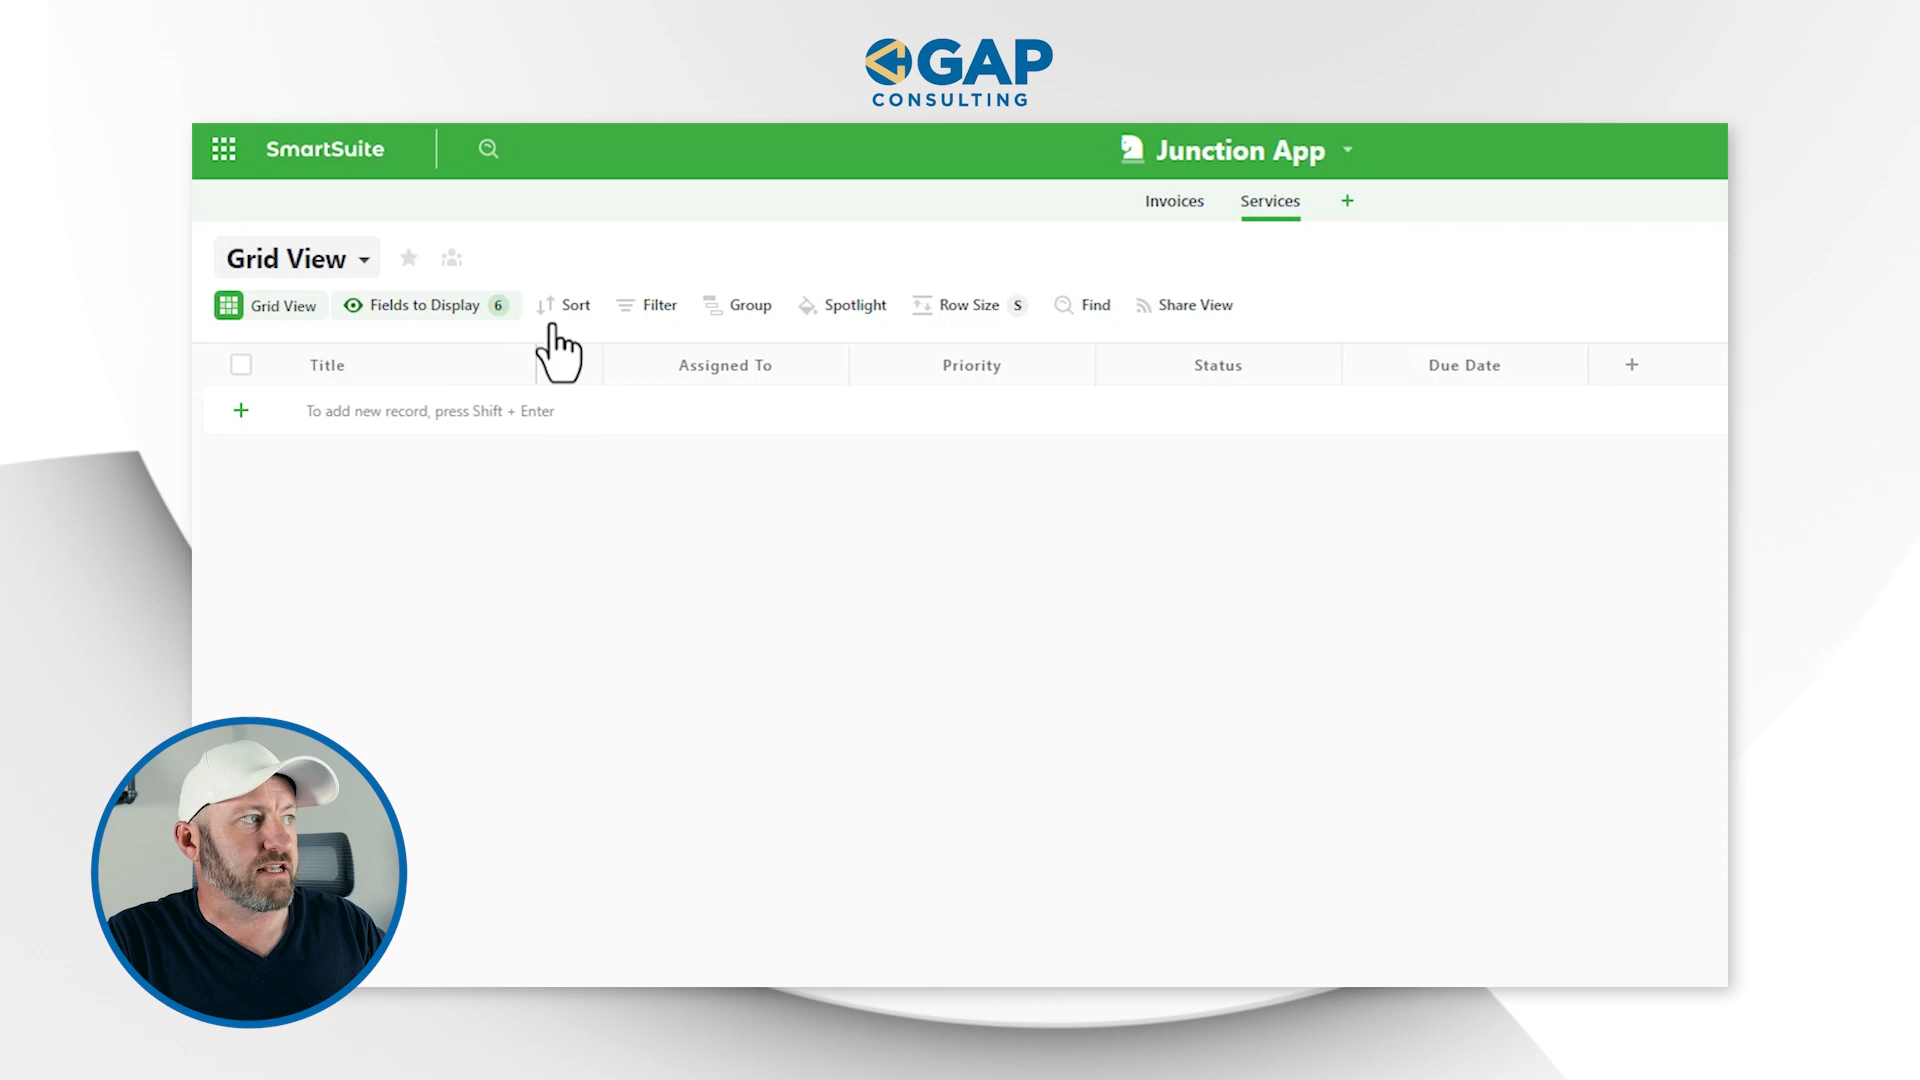 GAP
CONSULTING
SmartSuite
Junction App
Invoices Services +
Grid View
Grid View Fields to Display 6 Sort Filter Group Spotlight Row Size S Find Share View
Title Assigned To Priority Status Due Date +
+ To add new record, press Shift + Enter